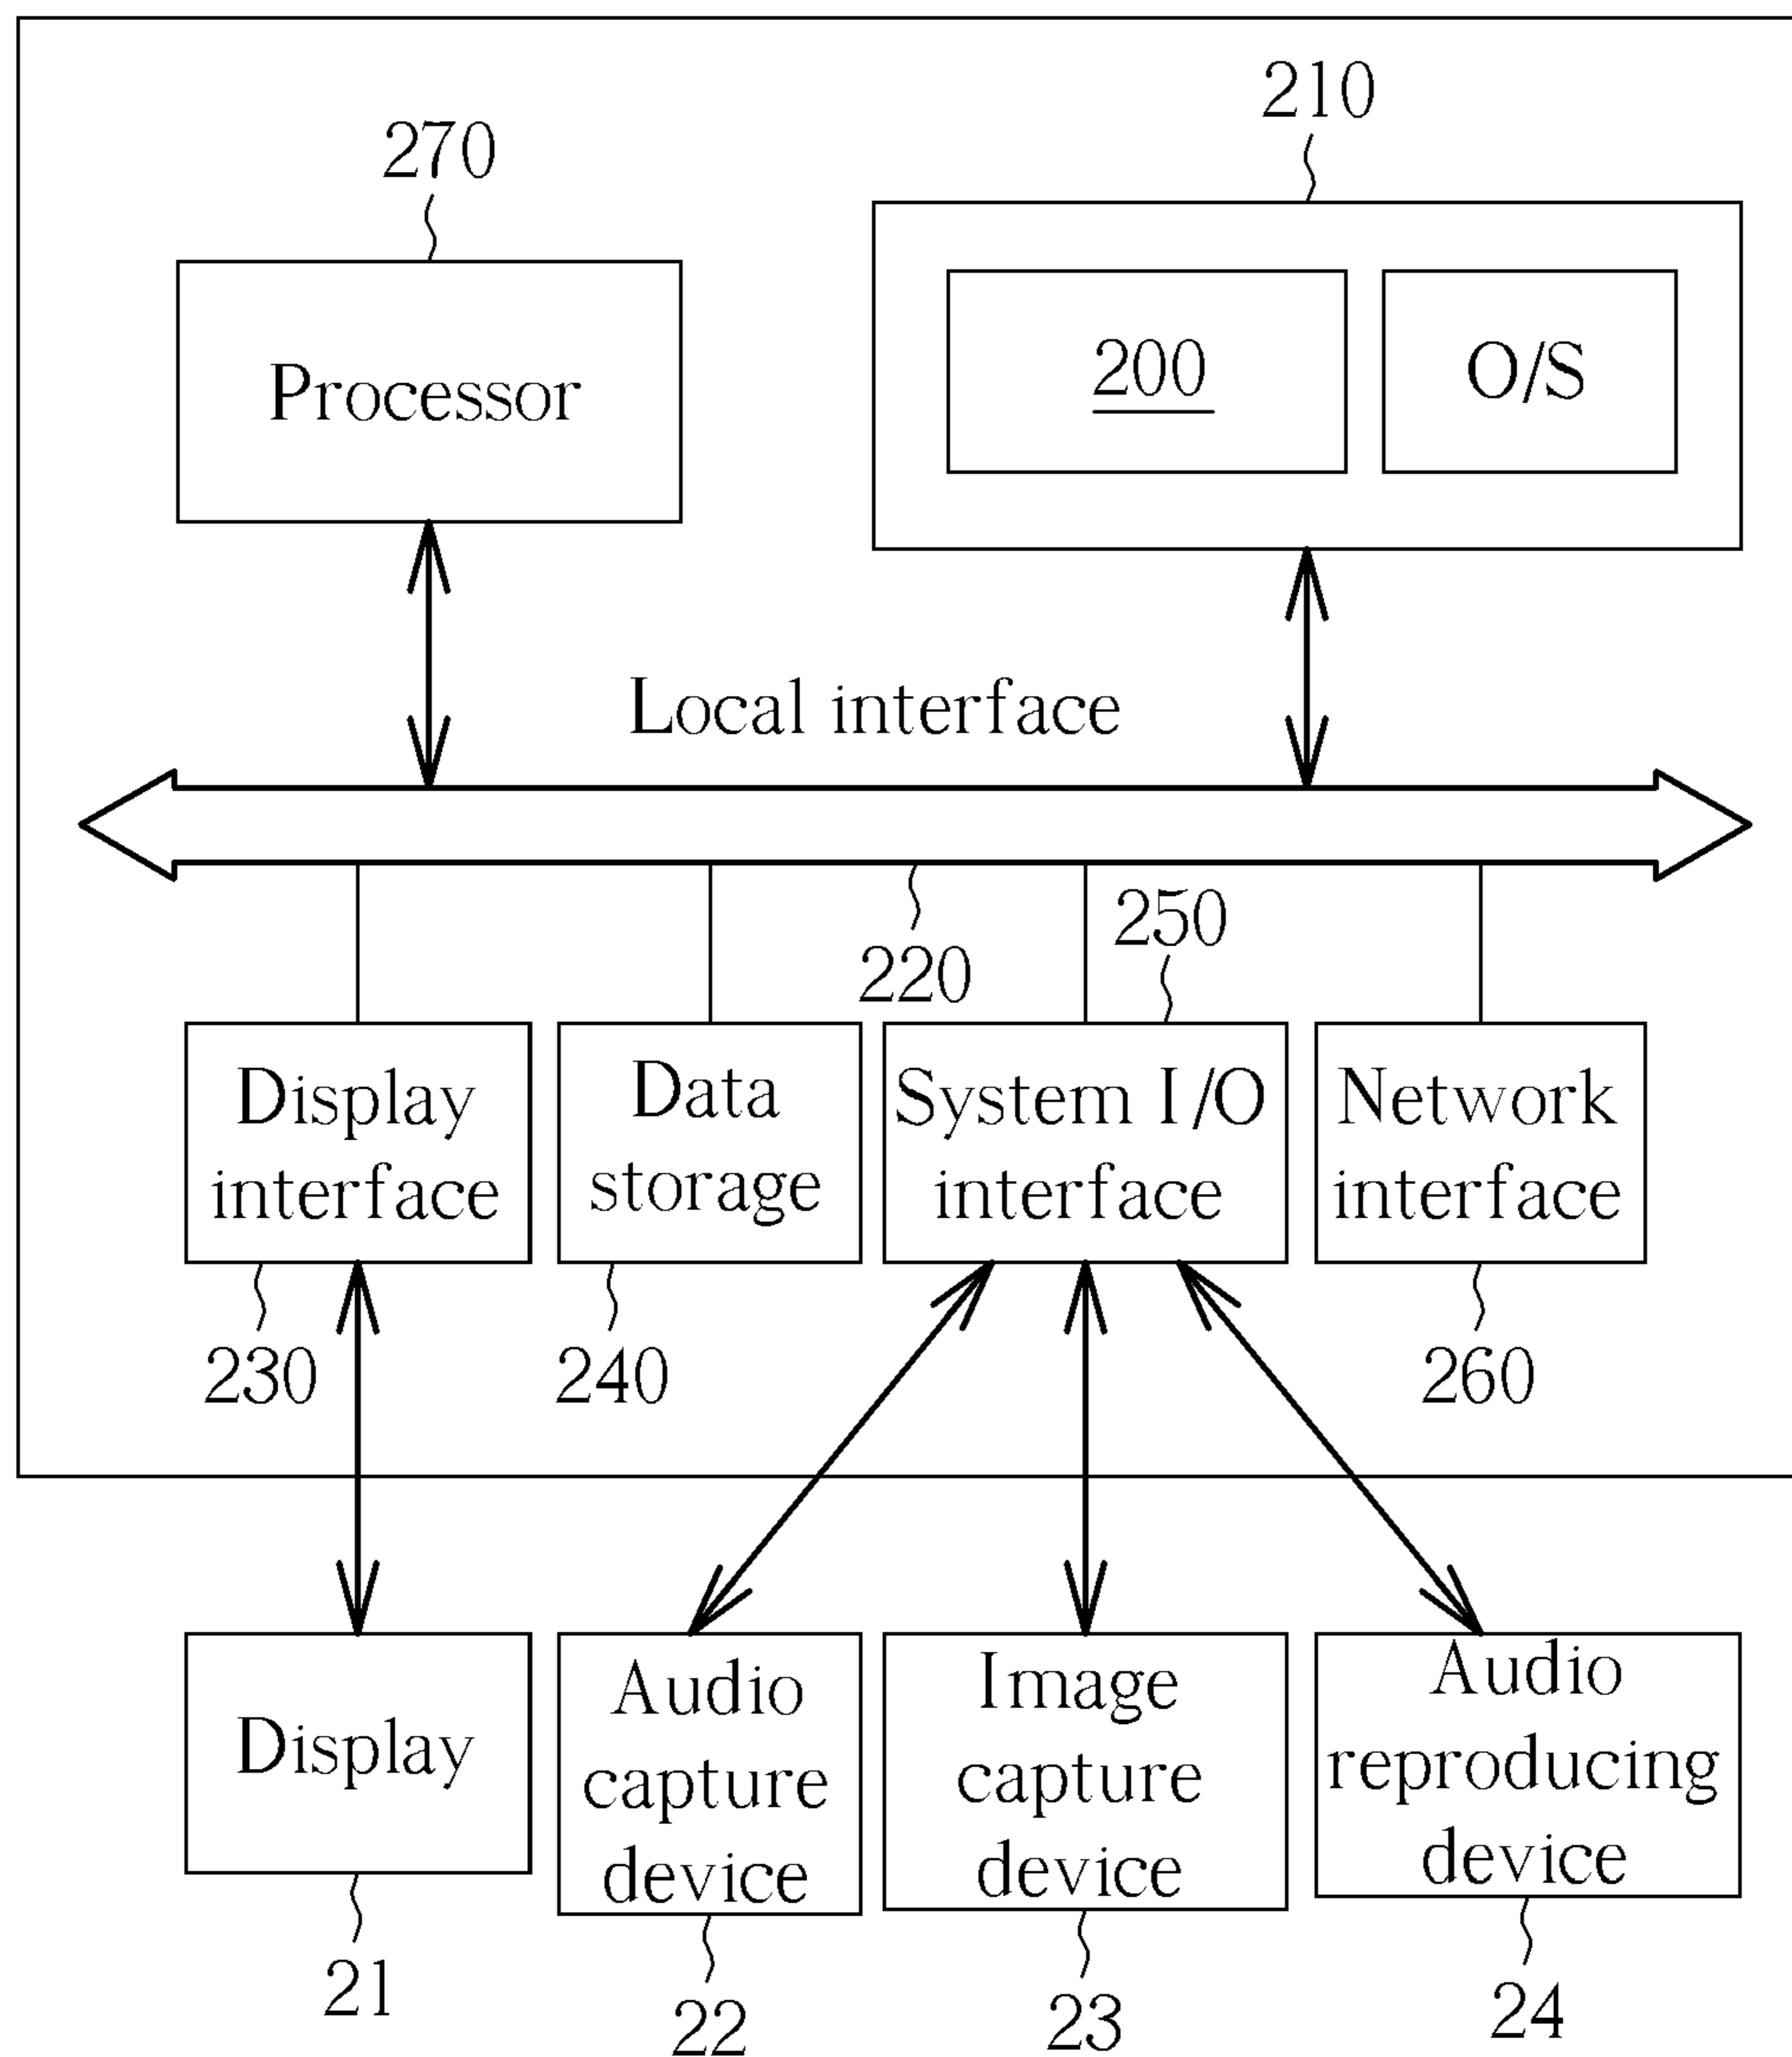 210
270
Processor
200
O/S
Local interface
250
220
Display
interface
Data
storage
System I/O
interface
Network
interface
230
240
260
Display
Audio
capture
device
Image
capture
device
Audio
reproducing
device
21
22
23
24